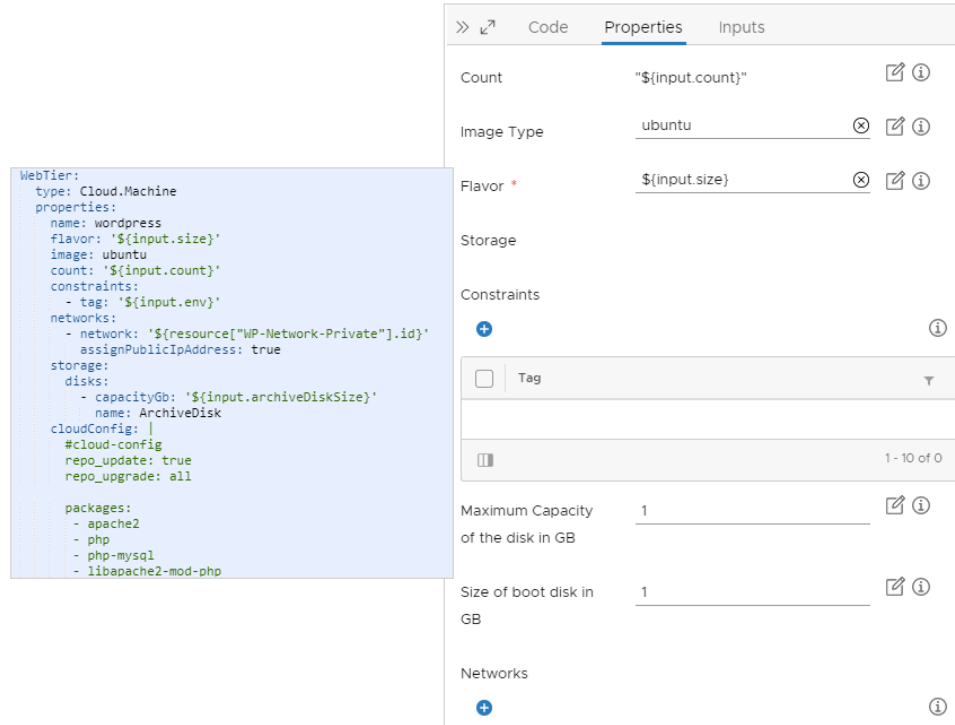 WebTier:
type: Cloud.Machine
properties:
name: wordpress
flavor: '${input.size}'
image: ubuntu
count: '${input.count}'
constraints:
- tag: '${input.env}'
networks:
- network: '${resource["WP-Network-Private"].id}'
assignPublicIpAddress: true
storage:
disks:
- capacityGb: '${input.archiveDiskSize}'
name: ArchiveDisk
cloudConfig: |
#cloud-config
repo_update: true
repo_upgrade: all
packages:
- apache2
- php
- php-mysql
- libapache2-mod-php
Code Properties Inputs
Count "${input.count}"
Image Type ubuntu
Flavor * ${input.size}
Storage
Constraints
Tag
1 - 10 of 0
Maximum Capacity 1
of the disk in GB
Size of boot disk in 1
GB
Networks